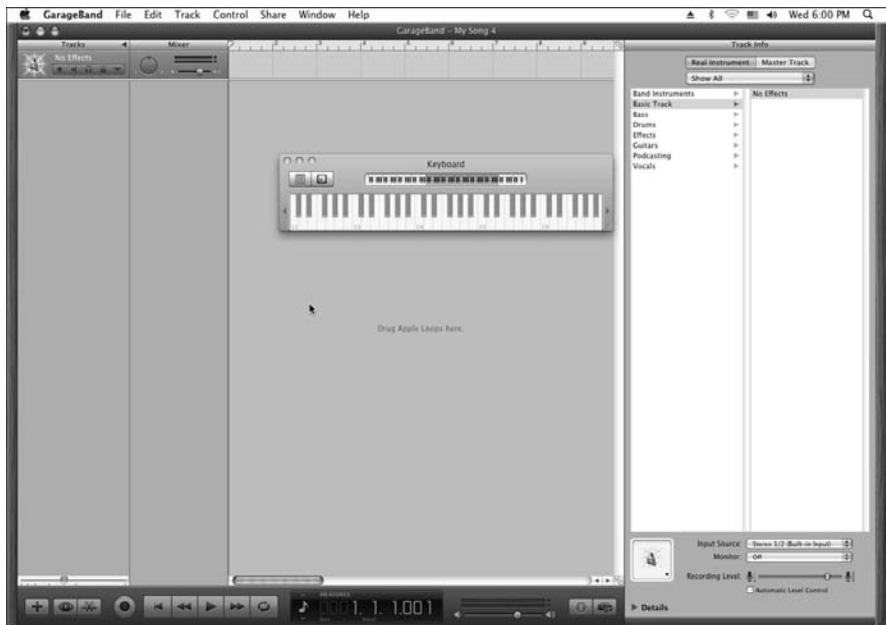 GarageBand File Edit Track Control Share Window Help Wed 6:00 PM
GarageBand – My Song 4
Tracks Mixer Track Info
No Effects
Real Instrument Master Track
Show All
Band Instruments
Basic Track
Bass
Drums
Effects
Guitars
Podcasting
Vocals
No Effects
Keyboard
Drag Apple Loops here.
Input Source: Stereo 1/2 (Built-in Input)
Monitor: Off
Recording Level:
Automatic Level Control
Details
MEASURES
1. 1. 1.001